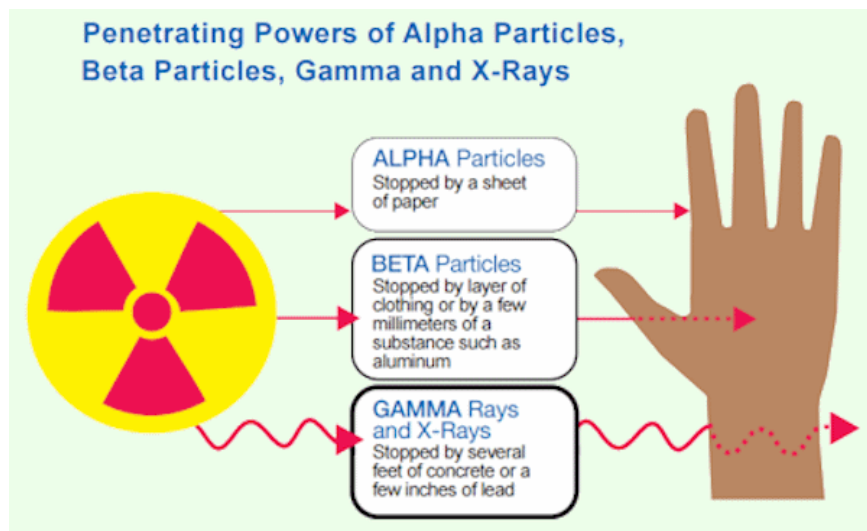 Penetrating Powers of Alpha Particles,
Beta Particles, Gamma and X-Rays
ALPHA Particles
Stopped by a sheet
of paper
BETA Particles
Stopped by layer of
clothing or by a few
millimeters of a
substance such as
aluminum
GAMMA Rays
and X-Rays
Stopped by several
feet of concrete or a
few inches of lead